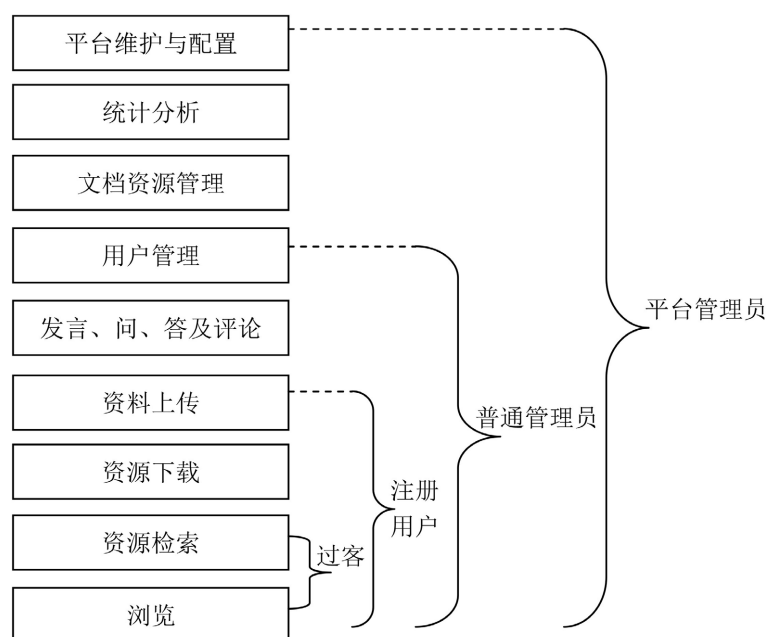 平台维护与配置
统计分析
文档资源管理
用户管理
发言、问、答及评论
平台管理员
资料上传
普通管理员
资源下载
注册
用户
资源检索
过客
浏览